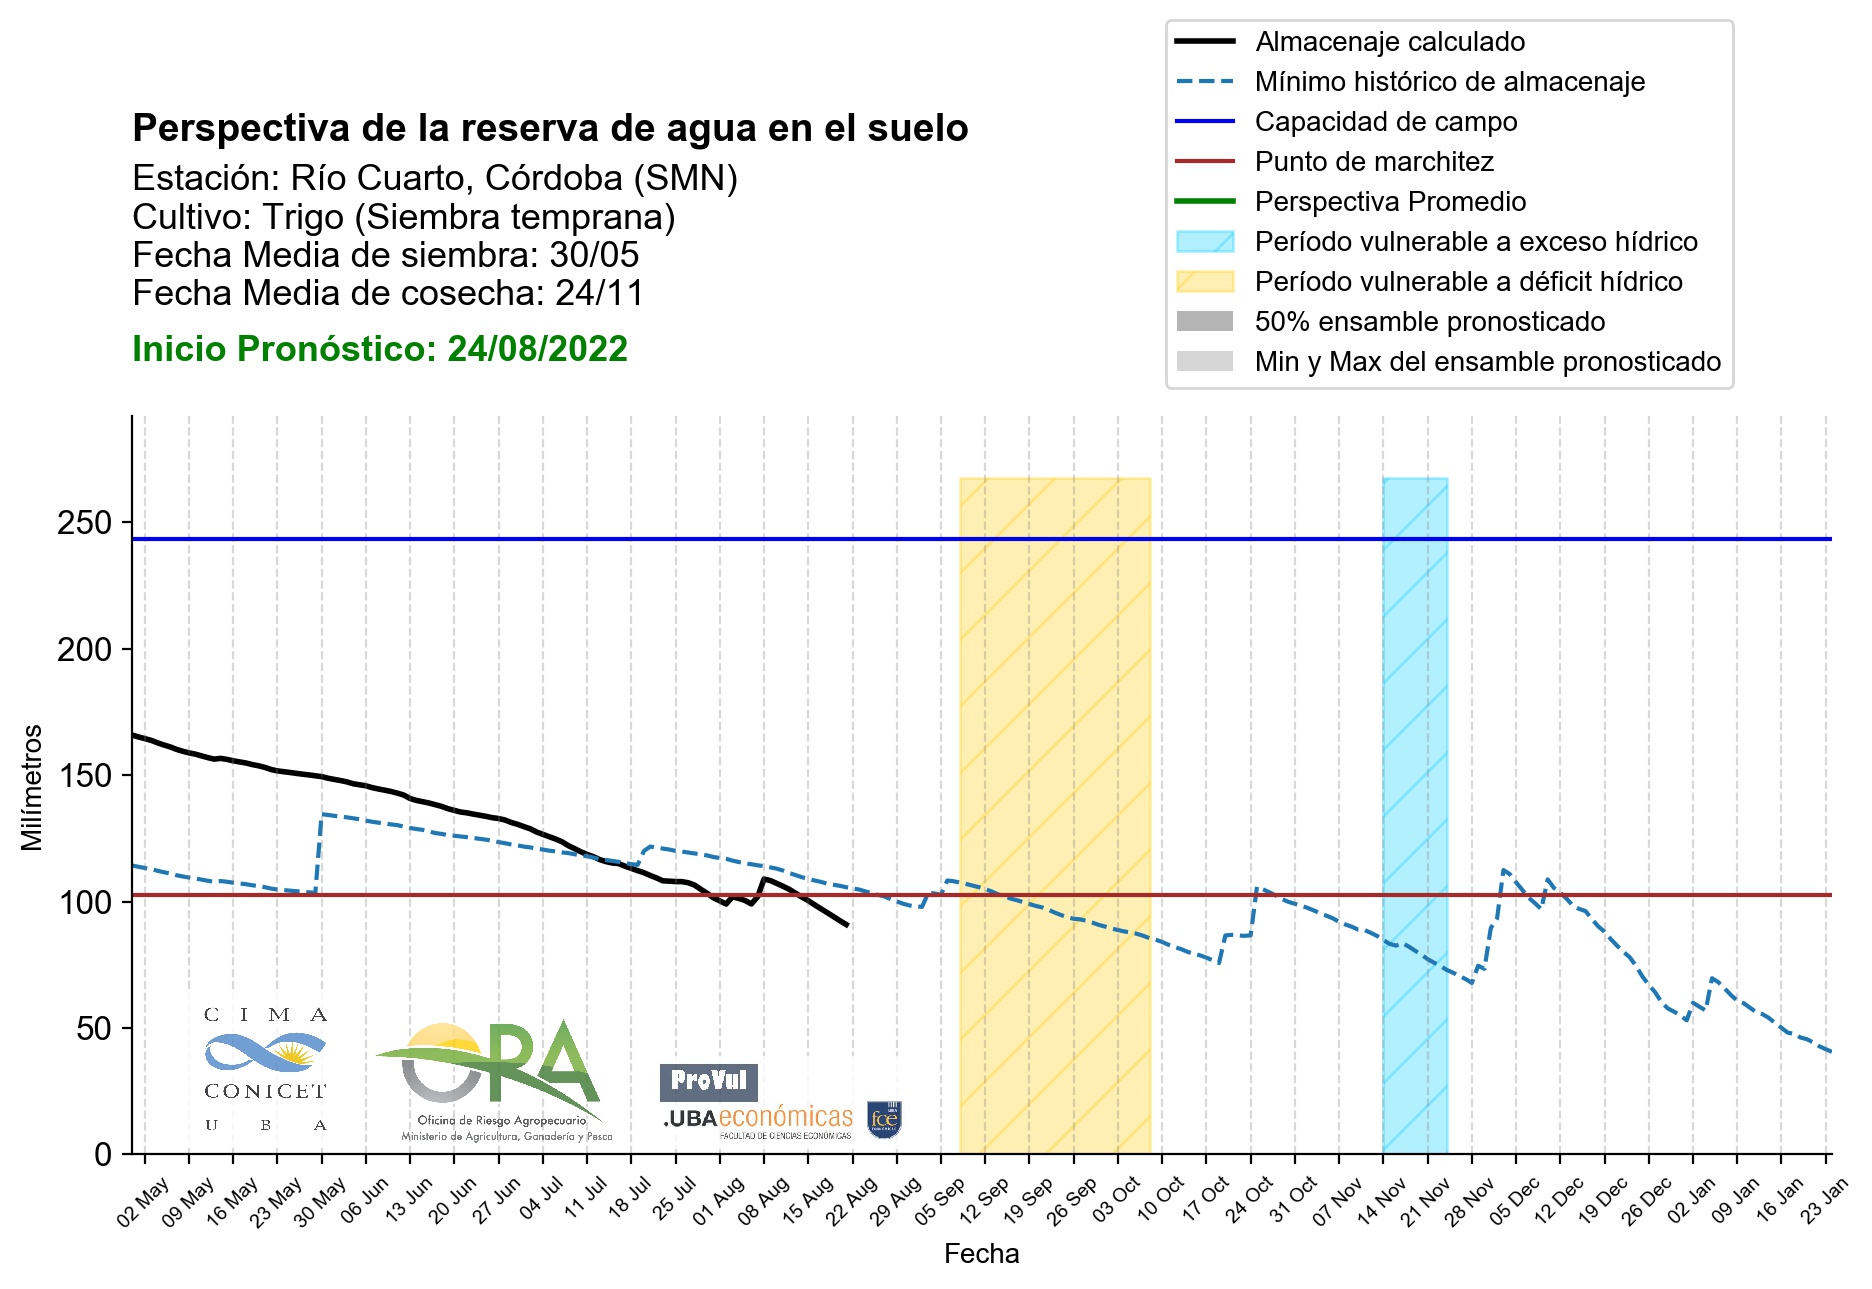 Almacenaje calculado
Mínimo histórico de almacenaje
Capacidad de campo
Punto de marchitez
Perspectiva Promedio
Período vulnerable a exceso hídrico
Período vulnerable a déficit hídrico
50% ensamble pronosticado
Min y Max del ensamble pronosticado
Perspectiva de la reserva de agua en el suelo
Estación: Río Cuarto, Córdoba (SMN)
Cultivo: Trigo (Siembra temprana)
Fecha Media de siembra: 30/05
Fecha Media de cosecha: 24/11
Inicio Pronóstico: 24/08/2022
Milímetros
250
200
150
100
50
0
C I M A
CONICET
U B A
ORA
Oficina de Riesgo Agropecuario
Ministerio de Agricultura, Ganadería y Pesca
ProVul
.UBAeconómicas
FACULTAD DE CIENCIAS ECONÓMICAS
fce
02 May
09 May
16 May
23 May
30 May
06 Jun
13 Jun
20 Jun
27 Jun
04 Jul
11 Jul
18 Jul
25 Jul
01 Aug
08 Aug
15 Aug
22 Aug
29 Aug
05 Sep
12 Sep
19 Sep
26 Sep
03 Oct
10 Oct
17 Oct
24 Oct
31 Oct
07 Nov
14 Nov
21 Nov
28 Nov
05 Dec
12 Dec
19 Dec
26 Dec
02 Jan
09 Jan
16 Jan
23 Jan
Fecha